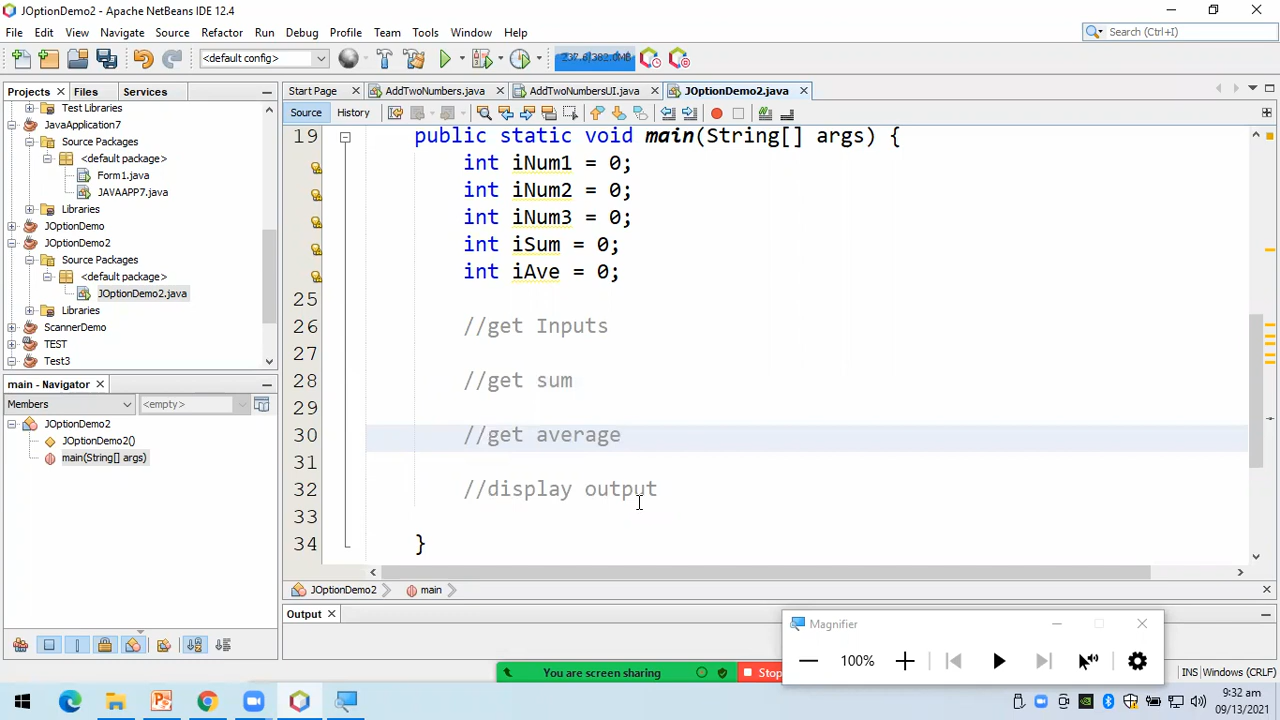 JOptionDemo2 - Apache NetBeans IDE 12.4
File Edit View Navigate Source Refactor Run Debug Profile Team Tools Window Help
Search (Ctrl+I)
<default config>
237.6/382.0MB
Projects Files Services
Start Page AddTwoNumbers.java AddTwoNumbersUI.java JOptionDemo2.java
Source History
Test Libraries
JavaApplication7
Source Packages
<default package>
Form1.java
JAVAAPP7.java
Libraries
JOptionDemo
JOptionDemo2
Source Packages
<default package>
JOptionDemo2.java
Libraries
ScannerDemo
TEST
Test3
19 public static void main(String[] args) {
int iNum1 = 0;
int iNum2 = 0;
int iNum3 = 0;
int iSum = 0;
int iAve = 0;
25
26 //get Inputs
27
28 //get sum
29
30 //get average
31
32 //display output
33
34 }
main - Navigator
Members <empty>
JOptionDemo2
JOptionDemo2()
main(String[] args)
JOptionDemo2 main
Output
Magnifier
100%
You are screen sharing
Stop
INS Windows (CRLF)
9:32 am
09/13/2021